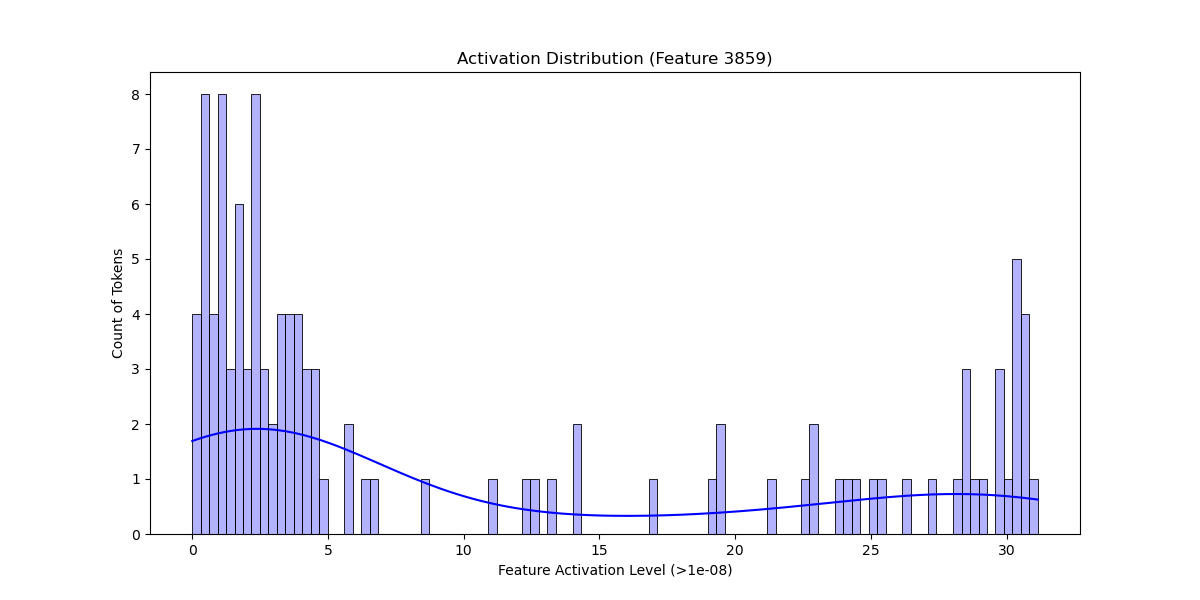 Activation Distribution (Feature 3859)
8
7
6
5
4
3
2
1
0
Count of Tokens
0 5 10 15 20 25 30
Feature Activation Level (>1e-08)